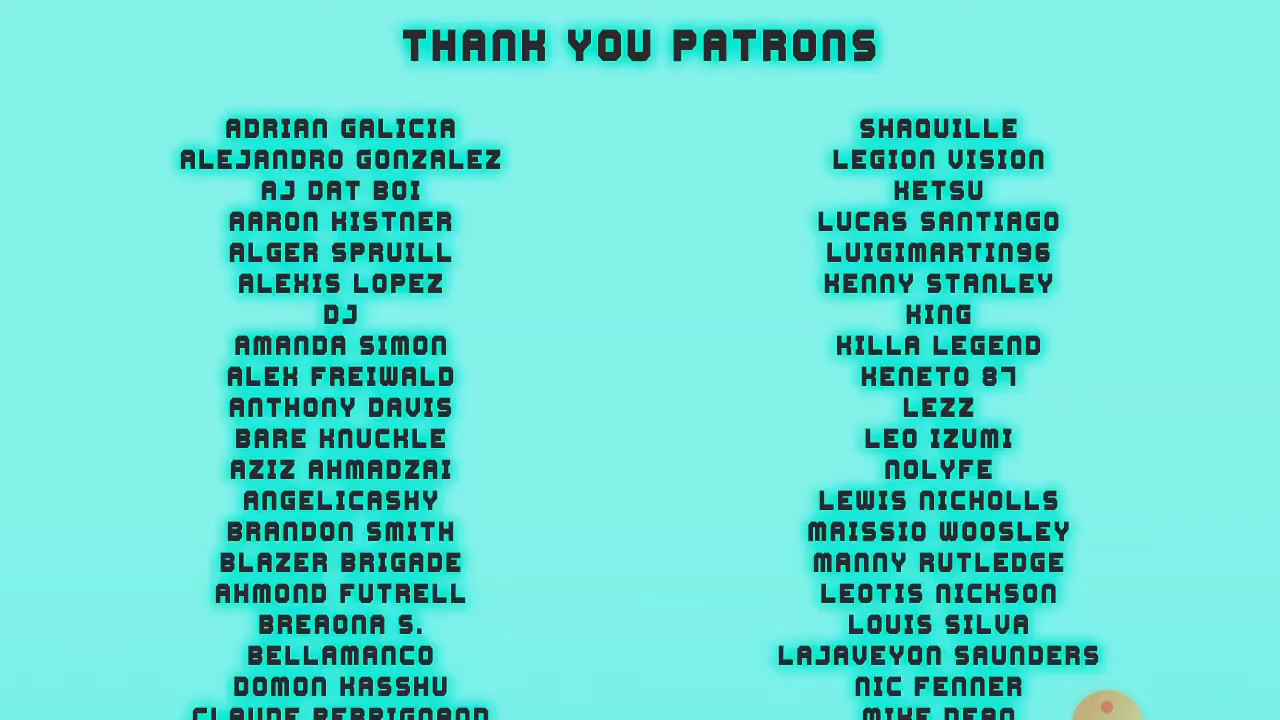 THANK YOU PATRONS
ADRIAN GALICIA
ALEJANDRO GONZALEZ
AJ DAT BOI
AARON KISTNER
ALGER SPRUILL
ALEXIS LOPEZ
DJ
AMANDA SIMON
ALEX FREIWALD
ANTHONY DAVIS
BARE KNUCKLE
AZIZ AHMADZAI
ANGELICASHY
BRANDON SMITH
BLAZER BRIGADE
AHMOND FUTRELL
BREAONA S.
BELLAMANCO
DOMON KASSHU
CLAUDE
SHAQUILLE
LEGION VISION
KETSU
LUCAS SANTIAGO
LUIGIMARTIN96
KENNY STANLEY
KING
KILLA LEGEND
KENETO 87
LEZZ
LEO IZUMI
NOLYFE
LEWIS NICHOLLS
MAISSIO WOOSLEY
MANNY RUTLEDGE
LEOTIS NICKSON
LOUIS SILVA
LAJAVEYON SAUNDERS
NIC FENNER
MIKE DEAN